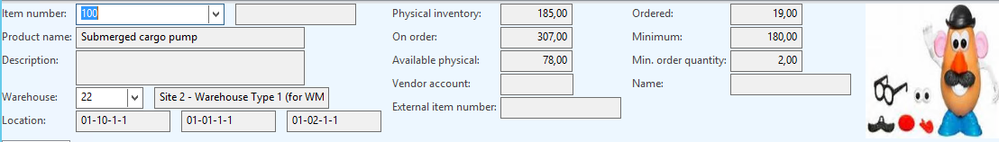 Item number: 100 Physical inventory: 185,00 Ordered: 19,00
Product name: Submerged cargo pump On order: 307,00 Minimum: 180,00
Description: Available physical: 78,00 Min. order quantity: 2,00
Vendor account: Name:
Warehouse: 22 Site 2 - Warehouse Type 1 (for WM
External item number:
Location: 01-10-1-1 01-01-1-1 01-02-1-1